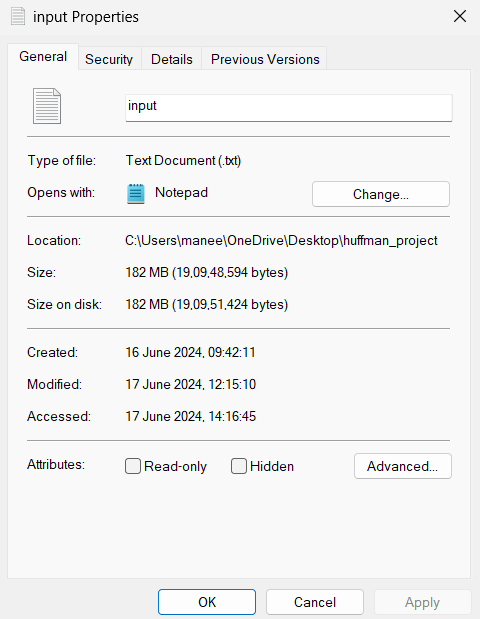 input Properties
General Security Details Previous Versions
input
Type of file: Text Document (.txt)
Opens with: Notepad Change...
Location: C:\Users\manee\OneDrive\Desktop\huffman_project
Size: 182 MB (19,09,48,594 bytes)
Size on disk: 182 MB (19,09,51,424 bytes)
Created: 16 June 2024, 09:42:11
Modified: 17 June 2024, 12:15:10
Accessed: 17 June 2024, 14:16:45
Attributes: Read-only Hidden Advanced...
OK Cancel Apply